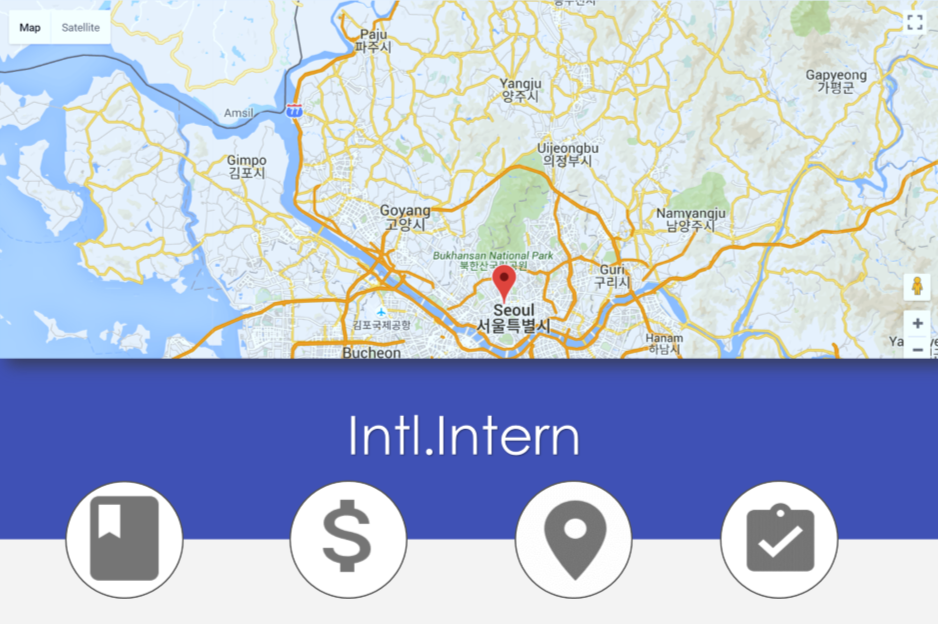 Map
Satellite
Paju
파주시
Yangju
양주시
Gapyeong
가평군
Amsil
77
Uijeongbu
의정부시
Gimpo
김포시
Goyang
고양시
Namyangju
남양주시
Bukhansan National Park
북한산국립공원
Guri
구리시
Seoul
서울특별시
김포국제공항
Hanam
하남시
Bucheon
Intl.Intern
$